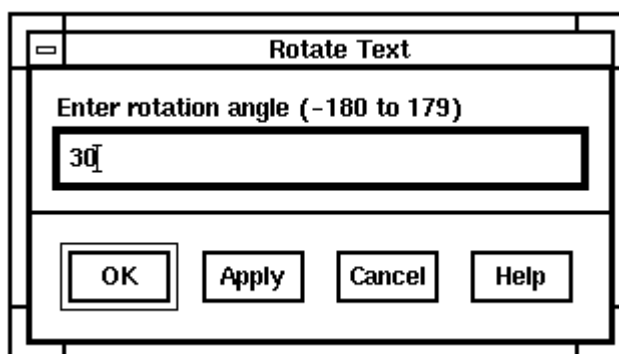 Rotate Text
Enter rotation angle (-180 to 179)
30
OK Apply Cancel Help